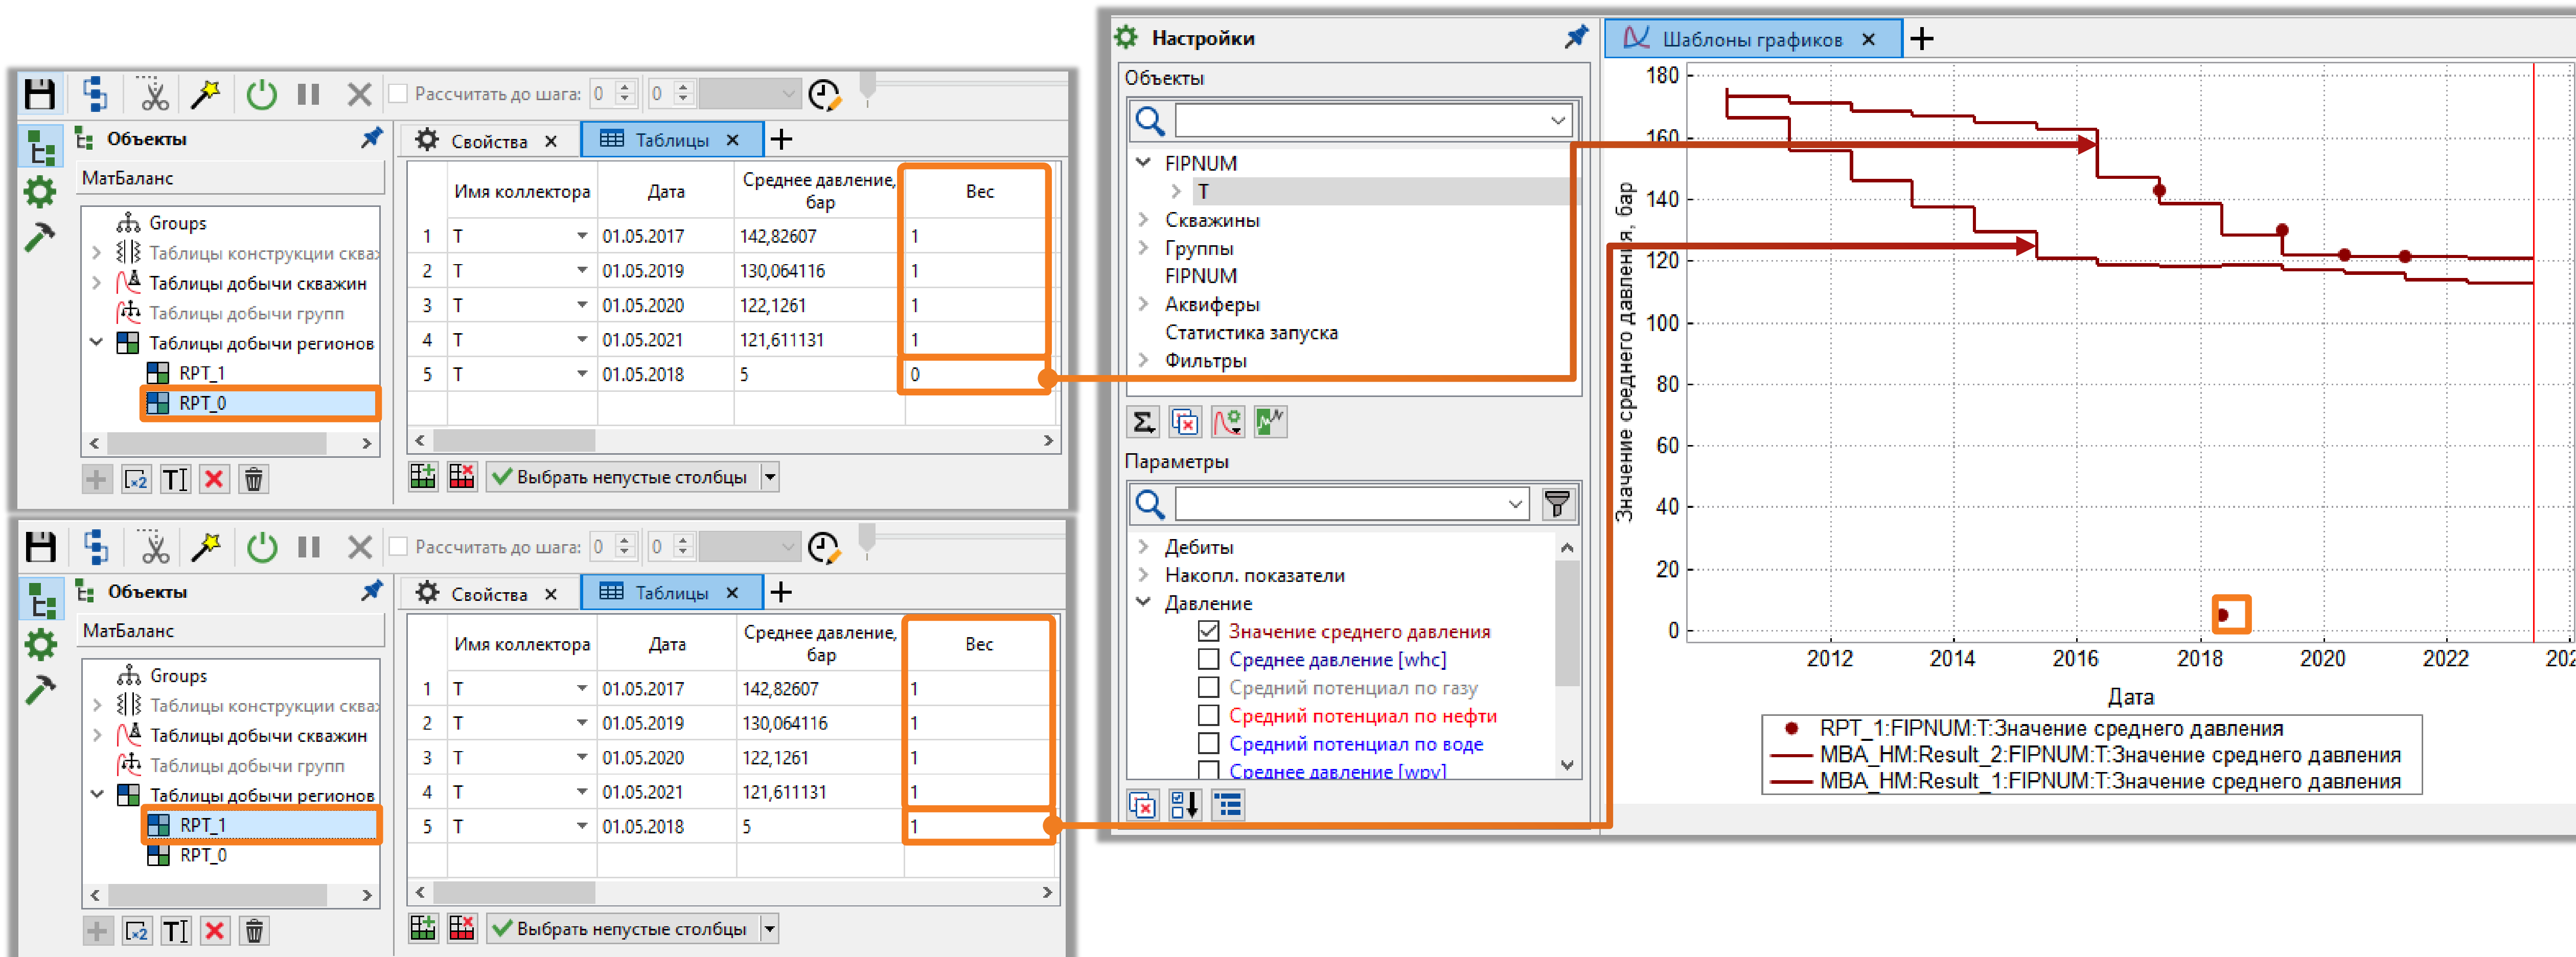 Рассчитать до шага: 0 0
Объекты
Свойства × Таблицы × +
МатБаланс
Groups
Таблицы конструкции сква
Таблицы добычи скважин
Таблицы добычи групп
Таблицы добычи регионов
RPT_1
RPT_0
Имя коллектора Дата Среднее давление, бар Вес
1 T 01.05.2017 142,82607 1
2 T 01.05.2019 130,064116 1
3 T 01.05.2020 122,1261 1
4 T 01.05.2021 121,611131 1
5 T 01.05.2018 5 0
Выбрать непустые столбцы
Рассчитать до шага: 0 0
Объекты
Свойства × Таблицы × +
МатБаланс
Groups
Таблицы конструкции сква
Таблицы добычи скважин
Таблицы добычи групп
Таблицы добычи регионов
RPT_1
RPT_0
Имя коллектора Дата Среднее давление, бар Вес
1 T 01.05.2017 142,82607 1
2 T 01.05.2019 130,064116 1
3 T 01.05.2020 122,1261 1
4 T 01.05.2021 121,611131 1
5 T 01.05.2018 5 1
Выбрать непустые столбцы
Настройки
Объекты
FIPNUM
T
Скважины
Группы
FIPNUM
Аквиферы
Статистика запуска
Фильтры
Параметры
Дебиты
Накопл. показатели
Давление
Значение среднего давления
Среднее давление [whc]
Средний потенциал по газу
Средний потенциал по нефти
Средний потенциал по воде
Среднее давление [wpv]
Шаблоны графиков × +
Значение среднего давления, бар
180
160
140
120
100
80
60
40
20
0
2012 2014 2016 2018 2020 2022 202
Дата
RPT_1:FIPNUM:T:Значение среднего давления
MBA_HM:Result_2:FIPNUM:T:Значение среднего давления
MBA_HM:Result_1:FIPNUM:T:Значение среднего давления